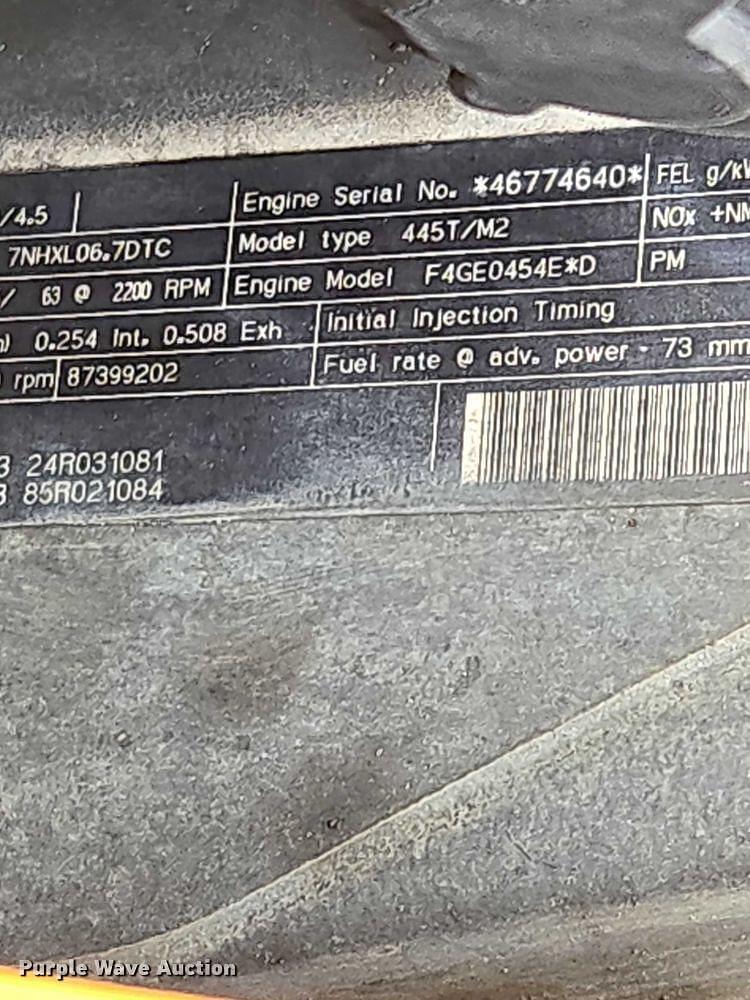 /4.5 Engine Serial No. *46774640* FEL g/kW
7NHXL06.7DTC Model type 445T/M2 NOx +NM
/ 63 @ 2200 RPM Engine Model F4GE0454E*D PM
0.254 Int. 0.508 Exh Initial Injection Timing
rpm 87399202 Fuel rate @ adv. power - 73 mm
3 24R031081
85R021084
Purple Wave Auction